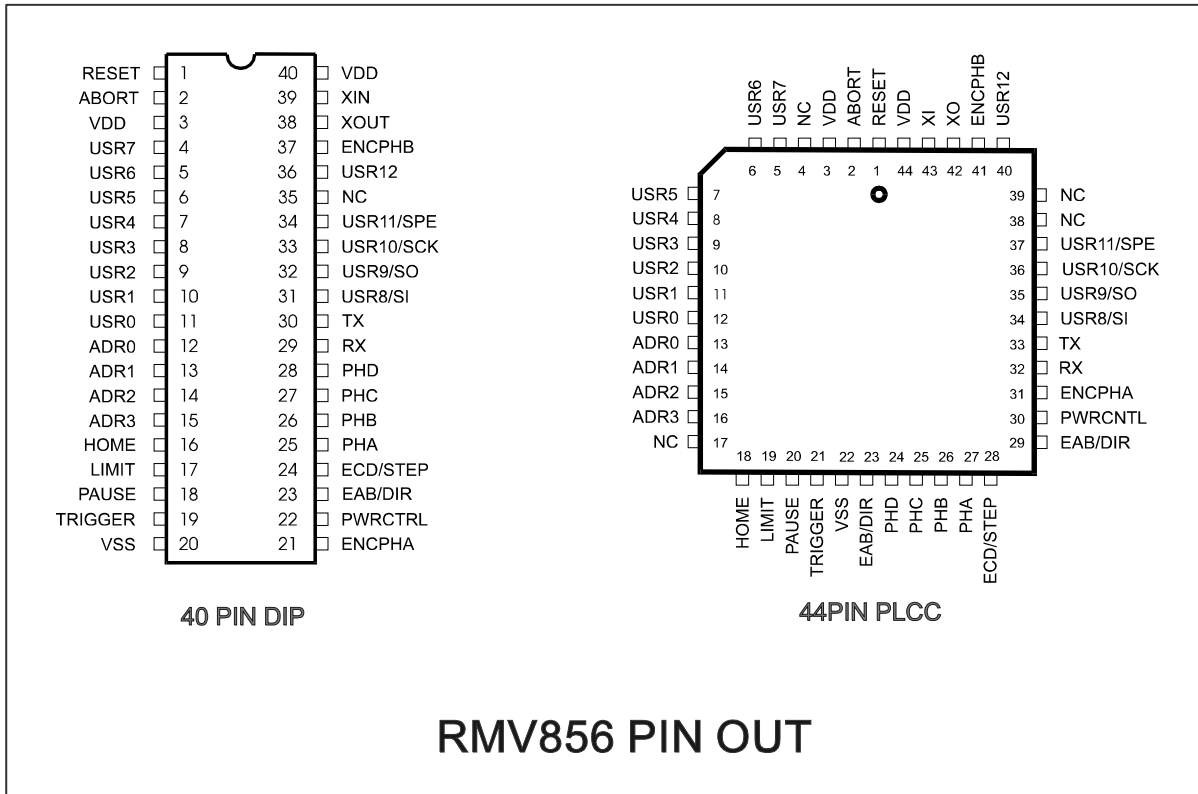 RESET 1 40 VDD
ABORT 2 39 XIN
VDD 3 38 XOUT
USR7 4 37 ENCPHB
USR6 5 36 USR12
USR5 6 35 NC
USR4 7 34 USR11/SPE
USR3 8 33 USR10/SCK
USR2 9 32 USR9/SO
USR1 10 31 USR8/SI
USR0 11 30 TX
ADR0 12 29 RX
ADR1 13 28 PHD
ADR2 14 27 PHC
ADR3 15 26 PHB
HOME 16 25 PHA
LIMIT 17 24 ECD/STEP
PAUSE 18 23 EAB/DIR
TRIGGER 19 22 PWRCTRL
VSS 20 21 ENCPHA
40 PIN DIP
USR6 USR7 NC VDD ABORT RESET VDD XI XO ENCPHB USR12
6 5 4 3 2 1 44 43 42 41 40
USR5 7 39 NC
USR4 8 38 NC
USR3 9 37 USR11/SPE
USR2 10 36 USR10/SCK
USR1 11 35 USR9/SO
USR0 12 34 USR8/SI
ADR0 13 33 TX
ADR1 14 32 RX
ADR2 15 31 ENCPHA
ADR3 16 30 PWRCNTL
NC 17 29 EAB/DIR
18 19 20 21 22 23 24 25 26 27 28
HOME LIMIT PAUSE TRIGGER VSS EAB/DIR PHD PHC PHB PHA ECD/STEP
44PIN PLCC
RMV856 PIN OUT